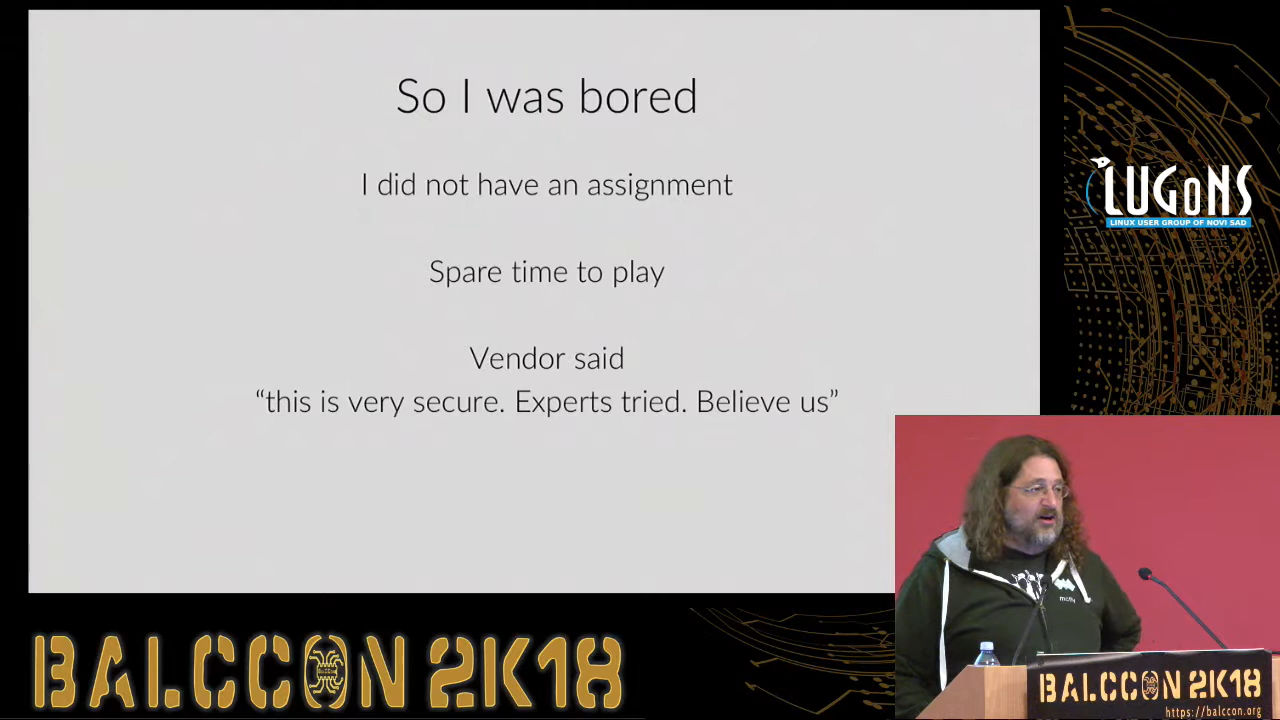 So I was bored
I did not have an assignment
Spare time to play
Vendor said
“this is very secure. Experts tried. Believe us”
LUGoNS
LINUX USER GROUP OF NOVI SAD
BALCCON 2K18
BALCCON 2K18
https://balccon.org